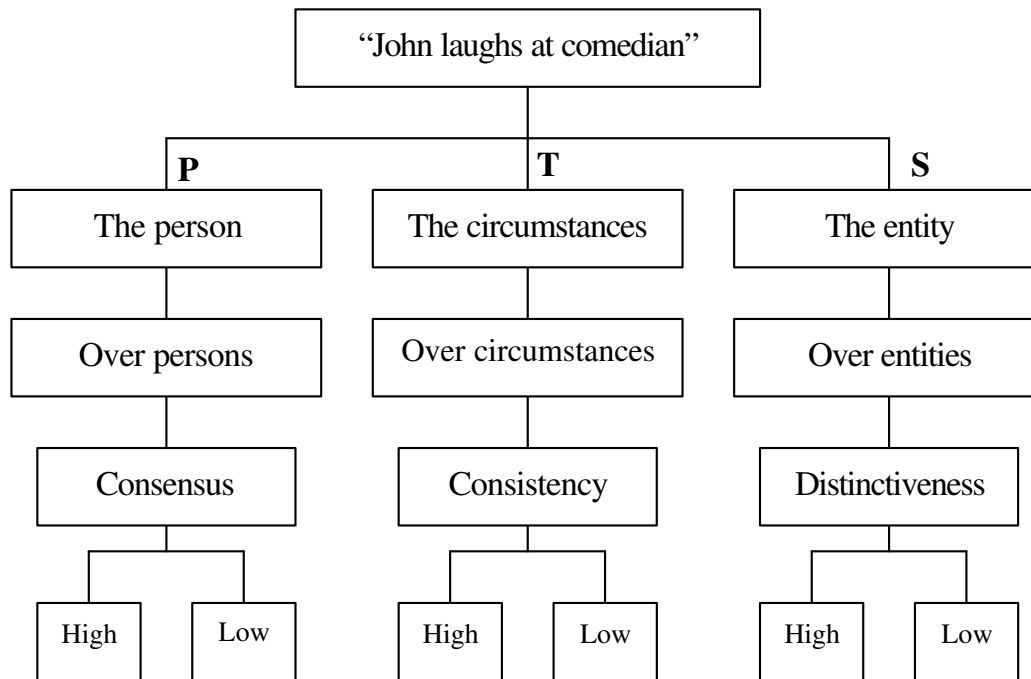 “John laughs at comedian”
P T S
The person The circumstances The entity
Over persons Over circumstances Over entities
Consensus Consistency Distinctiveness
High Low High Low High Low